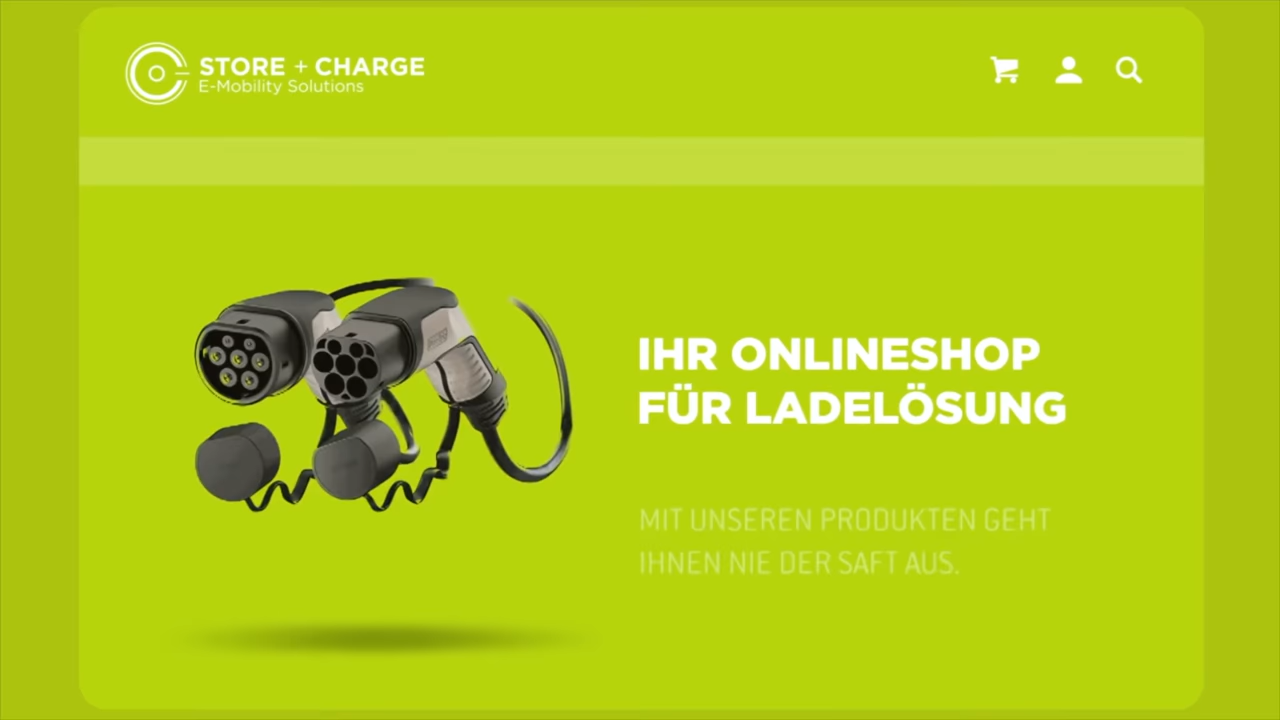 STORE + CHARGE
E-Mobility Solutions
IHR ONLINESHOP
FÜR LADELÖSUNG
MIT UNSEREN PRODUKTEN GEHT
IHNEN NIE DER SAFT AUS.